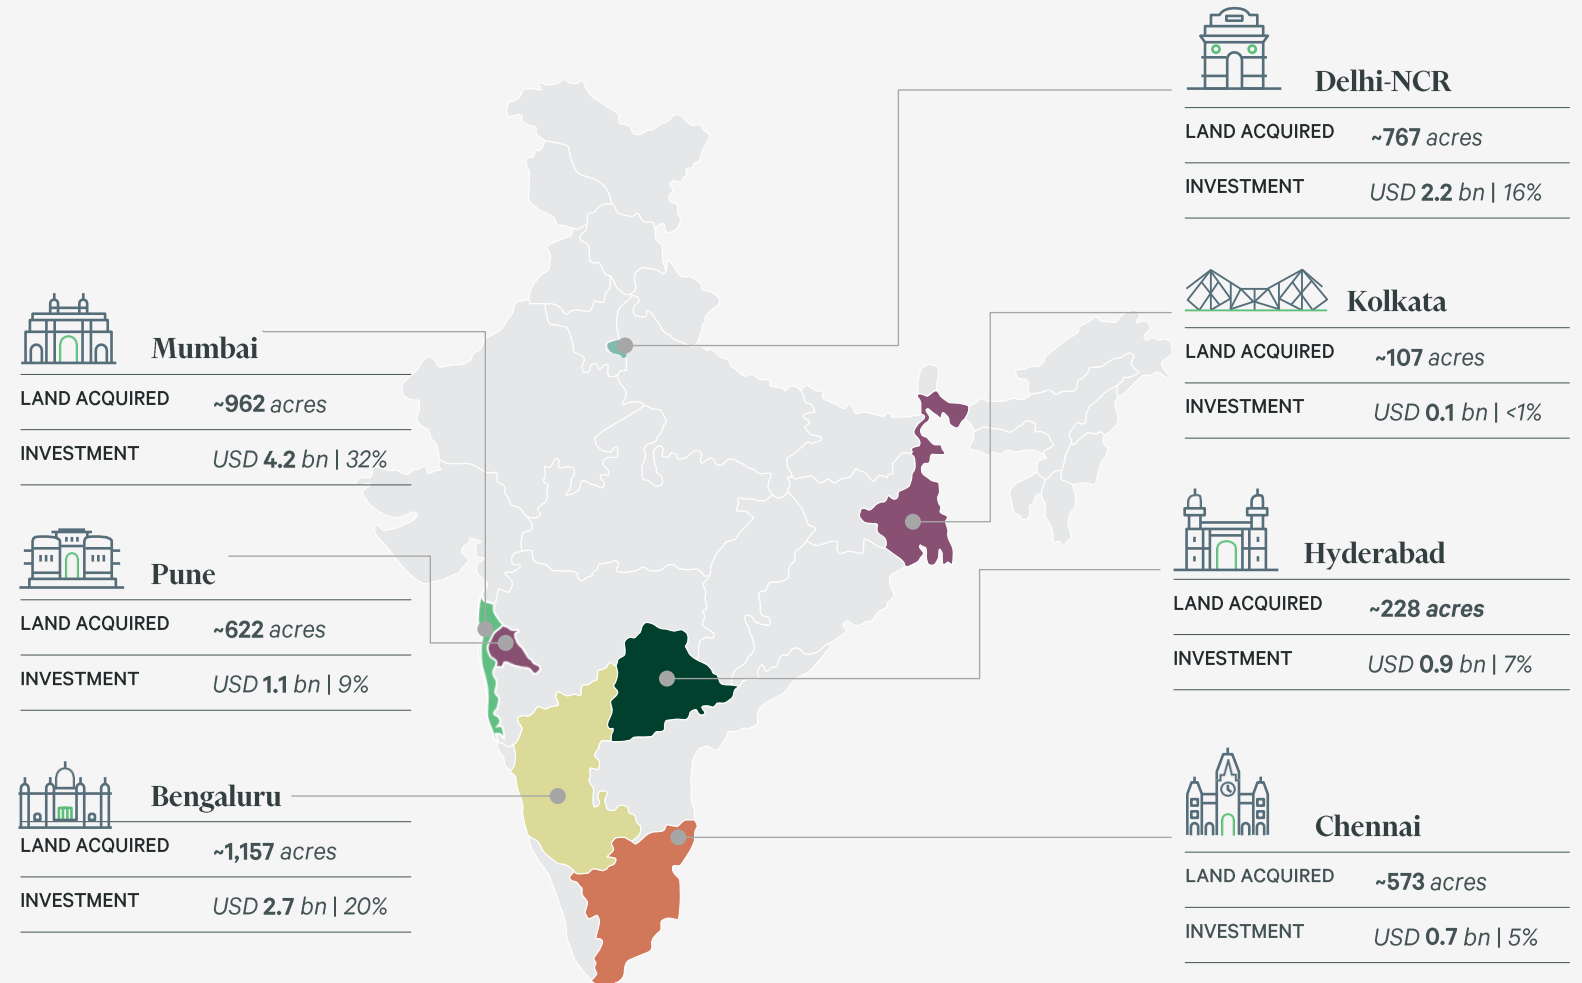 Delhi-NCR
LAND ACQUIRED ~767 acres
INVESTMENT USD 2.2 bn | 16%
Kolkata
LAND ACQUIRED ~107 acres
INVESTMENT USD 0.1 bn | <1%
Mumbai
LAND ACQUIRED ~962 acres
INVESTMENT USD 4.2 bn | 32%
Hyderabad
LAND ACQUIRED ~228 acres
INVESTMENT USD 0.9 bn | 7%
Pune
LAND ACQUIRED ~622 acres
INVESTMENT USD 1.1 bn | 9%
Bengaluru
LAND ACQUIRED ~1,157 acres
INVESTMENT USD 2.7 bn | 20%
Chennai
LAND ACQUIRED ~573 acres
INVESTMENT USD 0.7 bn | 5%